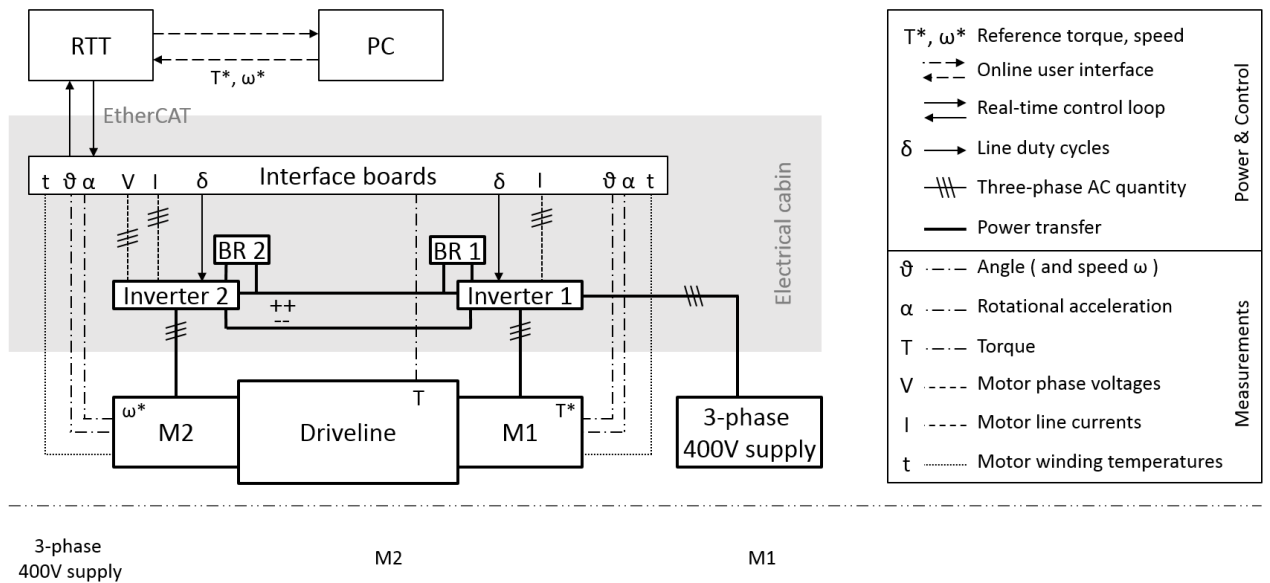 RTT
PC
T*, ω*
EtherCAT
t ϑ α V I δ Interface boards δ I ϑ α t
Electrical cabin
BR 2
BR 1
Inverter 2
++
--
Inverter 1
ω*
M2
Driveline
T
T*
M1
3-phase
400V supply
T*, ω* Reference torque, speed
Online user interface
Real-time control loop
δ Line duty cycles
Three-phase AC quantity
Power transfer
Power & Control
ϑ Angle ( and speed ω )
α Rotational acceleration
T Torque
V Motor phase voltages
I Motor line currents
t Motor winding temperatures
Measurements
3-phase
400V supply
M2
M1